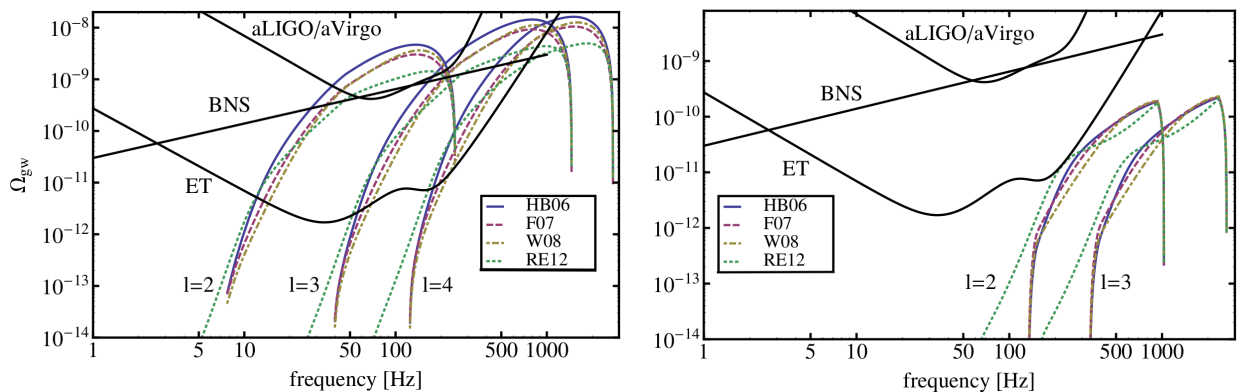 10⁻⁸
10⁻⁹
10⁻¹⁰
10⁻¹¹
10⁻¹²
10⁻¹³
10⁻¹⁴
Ω_gw
aLIGO/aVirgo
BNS
ET
HB06
F07
W08
RE12
l=2
l=3
l=4
1 5 10 50 100 500 1000
frequency [Hz]
10⁻⁹
10⁻¹⁰
10⁻¹¹
10⁻¹²
10⁻¹³
10⁻¹⁴
aLIGO/aVirgo
BNS
ET
HB06
F07
W08
RE12
l=2
l=3
1 5 10 50 100 500 1000
frequency [Hz]